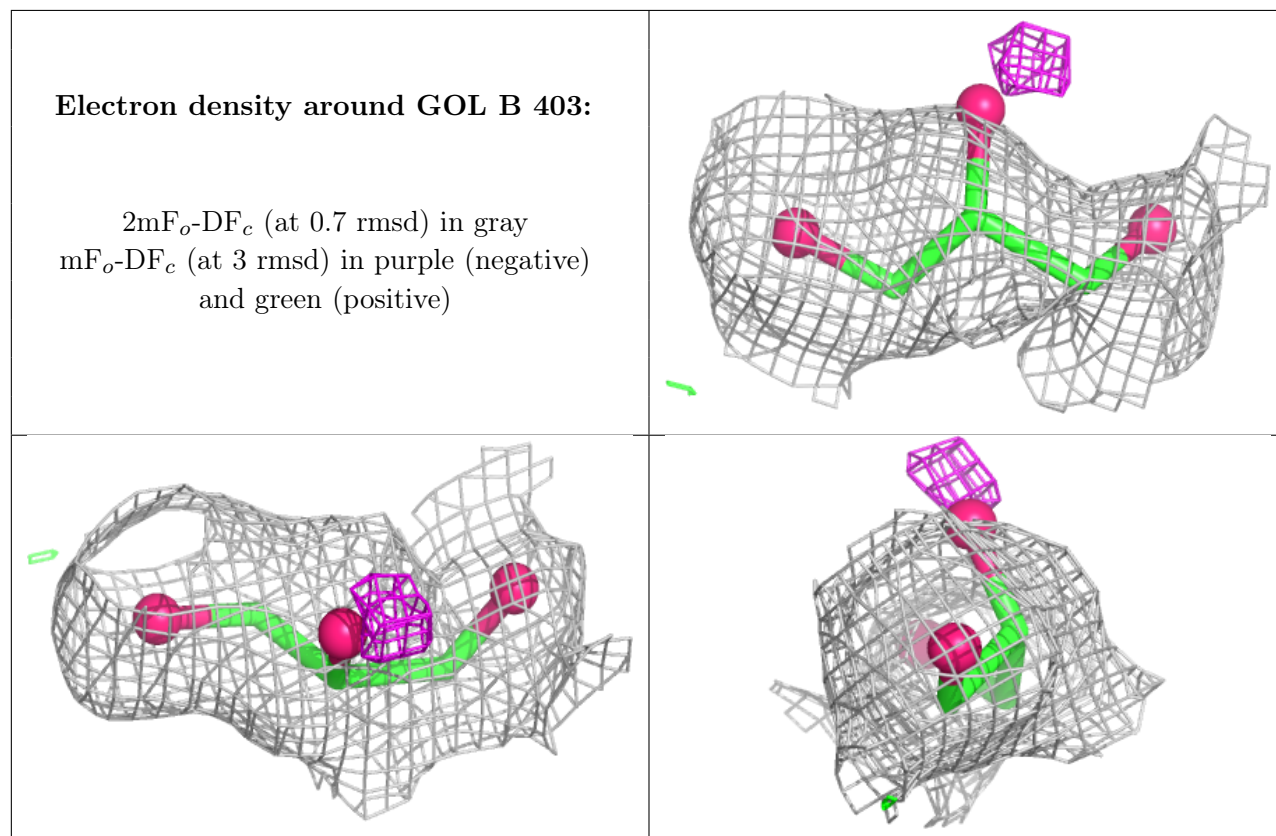 Electron density around GOL B 403:
2mFo-DFc (at 0.7 rmsd) in gray
mFo-DFc (at 3 rmsd) in purple (negative)
and green (positive)